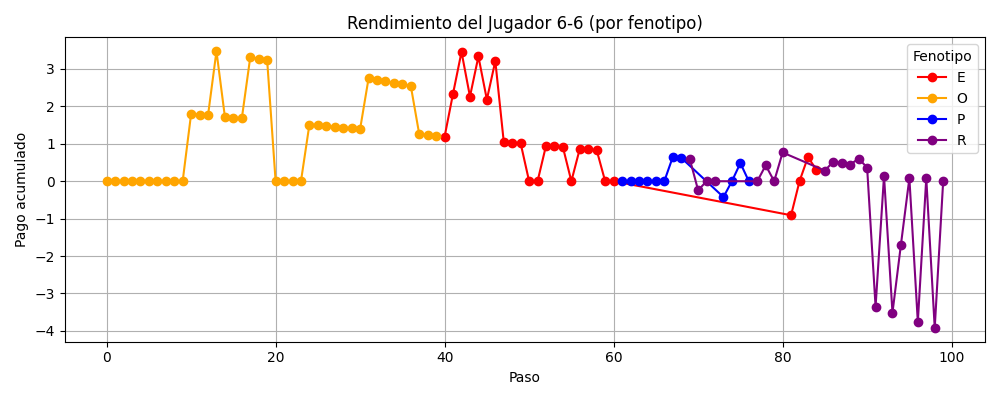 Rendimiento del Jugador 6-6 (por fenotipo)
Pago acumulado
3
2
1
0
−1
−2
−3
−4
Fenotipo
E
O
P
R
0 20 40 60 80 100
Paso